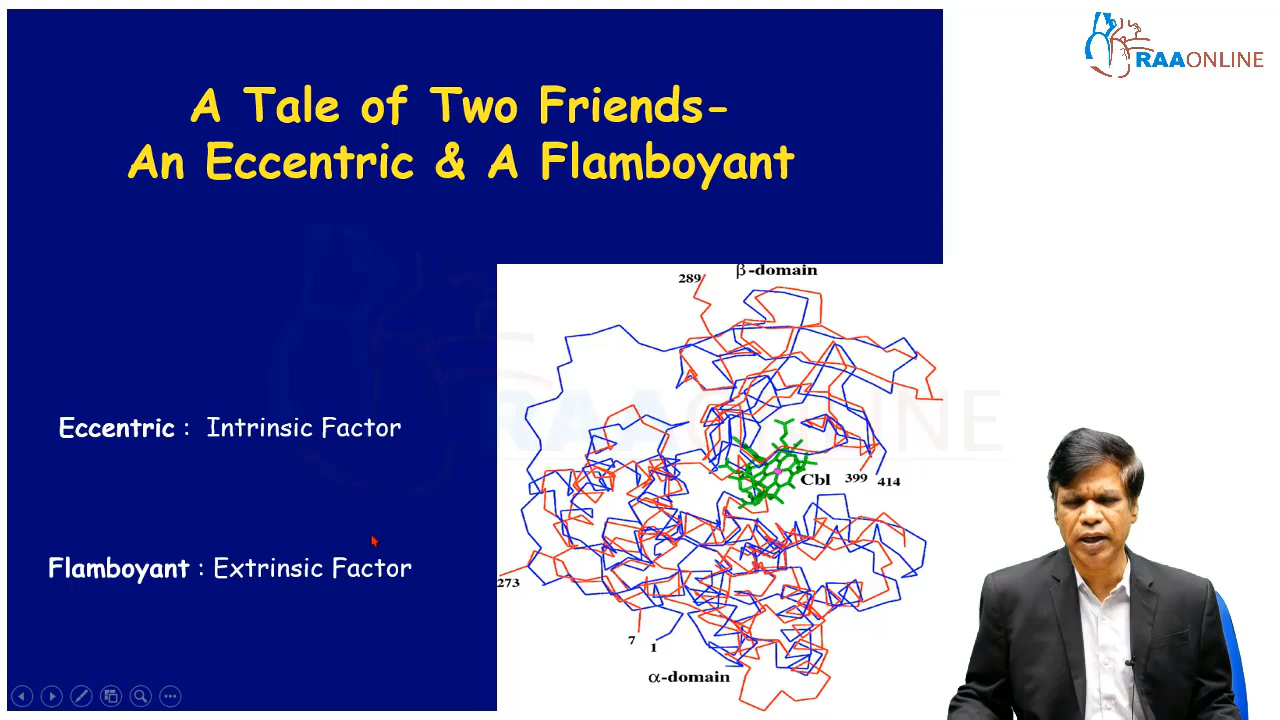 RAAONLINE
A Tale of Two Friends-
An Eccentric & A Flamboyant
Eccentric : Intrinsic Factor
Flamboyant : Extrinsic Factor
289
β-domain
Cbl
399
414
273
7
1
α-domain
RAAONLINE